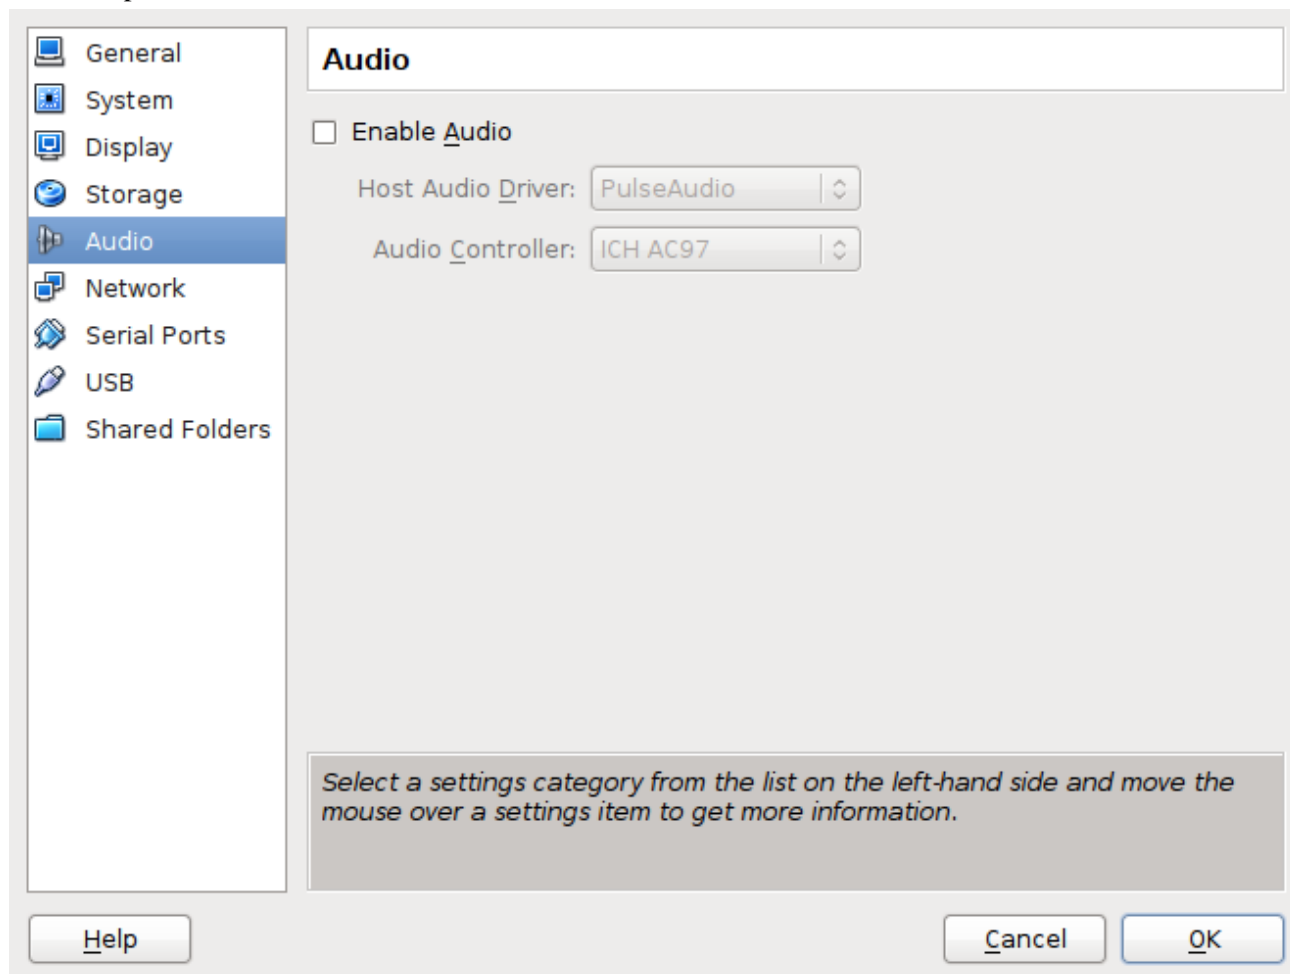 General
System
Display
Storage
Audio
Network
Serial Ports
USB
Shared Folders
Audio
Enable Audio
Host Audio Driver: PulseAudio
Audio Controller: ICH AC97
Select a settings category from the list on the left-hand side and move the
mouse over a settings item to get more information.
Help
Cancel
OK